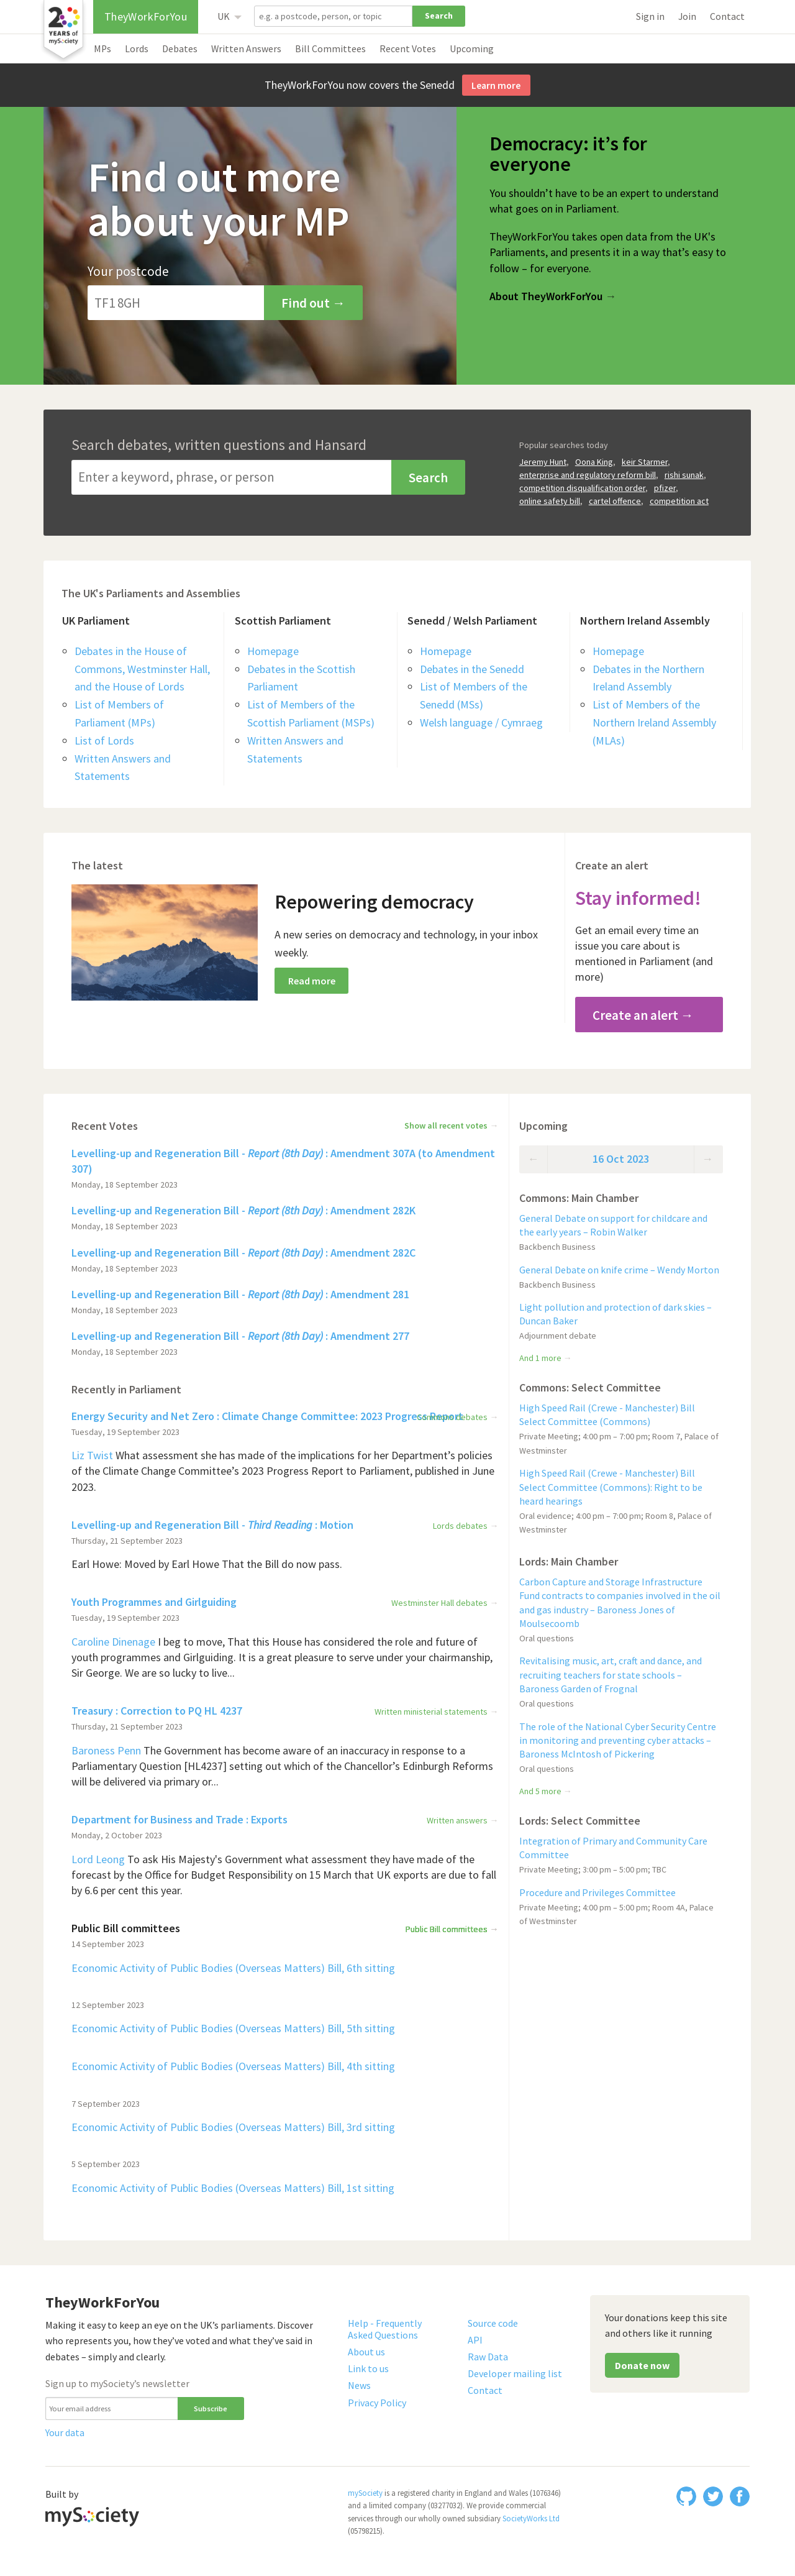 20
YEARS of
mySociety
TheyWorkForYou
UK
e.g. a postcode, person, or topic
Search
Sign in
Join
Contact
MPs
Lords
Debates
Written Answers
Bill Committees
Recent Votes
Upcoming
TheyWorkForYou now covers the Senedd
Learn more
Find out more
about your MP
Your postcode
TF1 8GH
Find out →
Democracy: it’s for
everyone
You shouldn’t have to be an expert to understand
what goes on in Parliament.
TheyWorkForYou takes open data from the UK's
Parliaments, and presents it in a way that’s easy to
follow – for everyone.
About TheyWorkForYou →
Search debates, written questions and Hansard
Enter a keyword, phrase, or person
Search
Popular searches today
Jeremy Hunt, Oona King, keir Starmer,
enterprise and regulatory reform bill, rishi sunak,
competition disqualification order, pfizer,
online safety bill, cartel offence, competition act
The UK's Parliaments and Assemblies
UK Parliament
Debates in the House of
Commons, Westminster Hall,
and the House of Lords
List of Members of
Parliament (MPs)
List of Lords
Written Answers and
Statements
Scottish Parliament
Homepage
Debates in the Scottish
Parliament
List of Members of the
Scottish Parliament (MSPs)
Written Answers and
Statements
Senedd / Welsh Parliament
Homepage
Debates in the Senedd
List of Members of the
Senedd (MSs)
Welsh language / Cymraeg
Northern Ireland Assembly
Homepage
Debates in the Northern
Ireland Assembly
List of Members of the
Northern Ireland Assembly
(MLAs)
The latest
Repowering democracy
A new series on democracy and technology, in your inbox
weekly.
Read more
Create an alert
Stay informed!
Get an email every time an
issue you care about is
mentioned in Parliament (and
more)
Create an alert →
Recent Votes
Show all recent votes →
Levelling-up and Regeneration Bill - Report (8th Day) : Amendment 307A (to Amendment
307)
Monday, 18 September 2023
Levelling-up and Regeneration Bill - Report (8th Day) : Amendment 282K
Monday, 18 September 2023
Levelling-up and Regeneration Bill - Report (8th Day) : Amendment 282C
Monday, 18 September 2023
Levelling-up and Regeneration Bill - Report (8th Day) : Amendment 281
Monday, 18 September 2023
Levelling-up and Regeneration Bill - Report (8th Day) : Amendment 277
Monday, 18 September 2023
Recently in Parliament
Energy Security and Net Zero : Climate Change Committee: 2023 Progress Report
Commons debates →
Tuesday, 19 September 2023
Liz Twist What assessment she has made of the implications for her Department’s policies
of the Climate Change Committee’s 2023 Progress Report to Parliament, published in June
2023.
Levelling-up and Regeneration Bill - Third Reading : Motion
Lords debates →
Thursday, 21 September 2023
Earl Howe: Moved by Earl Howe That the Bill do now pass.
Youth Programmes and Girlguiding
Westminster Hall debates →
Tuesday, 19 September 2023
Caroline Dinenage I beg to move, That this House has considered the role and future of
youth programmes and Girlguiding. It is a great pleasure to serve under your chairmanship,
Sir George. We are so lucky to live...
Treasury : Correction to PQ HL 4237
Written ministerial statements →
Thursday, 21 September 2023
Baroness Penn The Government has become aware of an inaccuracy in response to a
Parliamentary Question [HL4237] setting out which of the Chancellor’s Edinburgh Reforms
will be delivered via primary or...
Department for Business and Trade : Exports
Written answers →
Monday, 2 October 2023
Lord Leong To ask His Majesty's Government what assessment they have made of the
forecast by the Office for Budget Responsibility on 15 March that UK exports are due to fall
by 6.6 per cent this year.
Public Bill committees
Public Bill committees →
14 September 2023
Economic Activity of Public Bodies (Overseas Matters) Bill, 6th sitting
12 September 2023
Economic Activity of Public Bodies (Overseas Matters) Bill, 5th sitting
Economic Activity of Public Bodies (Overseas Matters) Bill, 4th sitting
7 September 2023
Economic Activity of Public Bodies (Overseas Matters) Bill, 3rd sitting
5 September 2023
Economic Activity of Public Bodies (Overseas Matters) Bill, 1st sitting
Upcoming
← 16 Oct 2023 →
Commons: Main Chamber
General Debate on support for childcare and
the early years – Robin Walker
Backbench Business
General Debate on knife crime – Wendy Morton
Backbench Business
Light pollution and protection of dark skies –
Duncan Baker
Adjournment debate
And 1 more →
Commons: Select Committee
High Speed Rail (Crewe - Manchester) Bill
Select Committee (Commons)
Private Meeting; 4:00 pm – 7:00 pm; Room 7, Palace of
Westminster
High Speed Rail (Crewe - Manchester) Bill
Select Committee (Commons): Right to be
heard hearings
Oral evidence; 4:00 pm – 7:00 pm; Room 8, Palace of
Westminster
Lords: Main Chamber
Carbon Capture and Storage Infrastructure
Fund contracts to companies involved in the oil
and gas industry – Baroness Jones of
Moulsecoomb
Oral questions
Revitalising music, art, craft and dance, and
recruiting teachers for state schools –
Baroness Garden of Frognal
Oral questions
The role of the National Cyber Security Centre
in monitoring and preventing cyber attacks –
Baroness McIntosh of Pickering
Oral questions
And 5 more →
Lords: Select Committee
Integration of Primary and Community Care
Committee
Private Meeting; 3:00 pm – 5:00 pm; TBC
Procedure and Privileges Committee
Private Meeting; 4:00 pm – 5:00 pm; Room 4A, Palace
of Westminster
TheyWorkForYou
Making it easy to keep an eye on the UK’s parliaments. Discover
who represents you, how they’ve voted and what they’ve said in
debates – simply and clearly.
Sign up to mySociety’s newsletter
Your email address
Subscribe
Your data
Help - Frequently
Asked Questions
About us
Link to us
News
Privacy Policy
Source code
API
Raw Data
Developer mailing list
Contact
Your donations keep this site
and others like it running
Donate now
Built by
mySociety
mySociety is a registered charity in England and Wales (1076346)
and a limited company (03277032). We provide commercial
services through our wholly owned subsidiary SocietyWorks Ltd
(05798215).